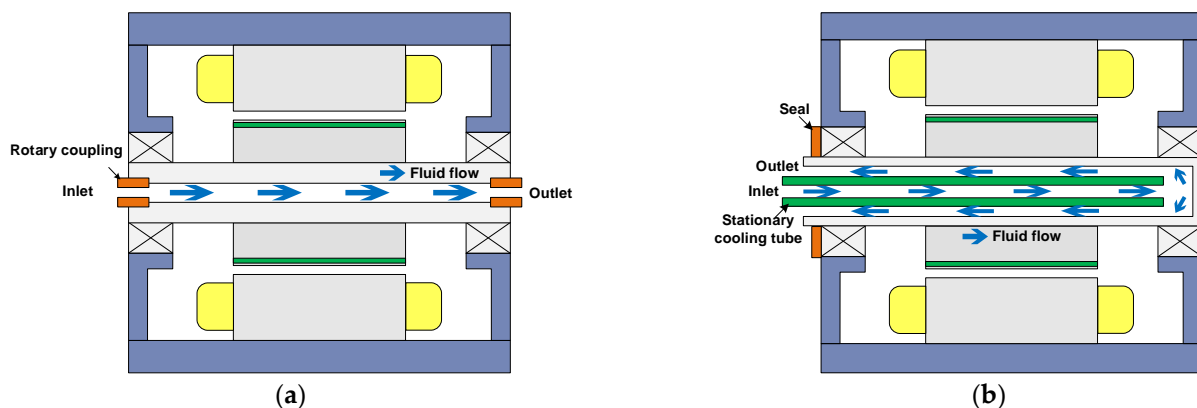 Rotary coupling
Fluid flow
Inlet
Outlet
(a)
Seal
Outlet
Inlet
Stationary
cooling tube
Fluid flow
(b)